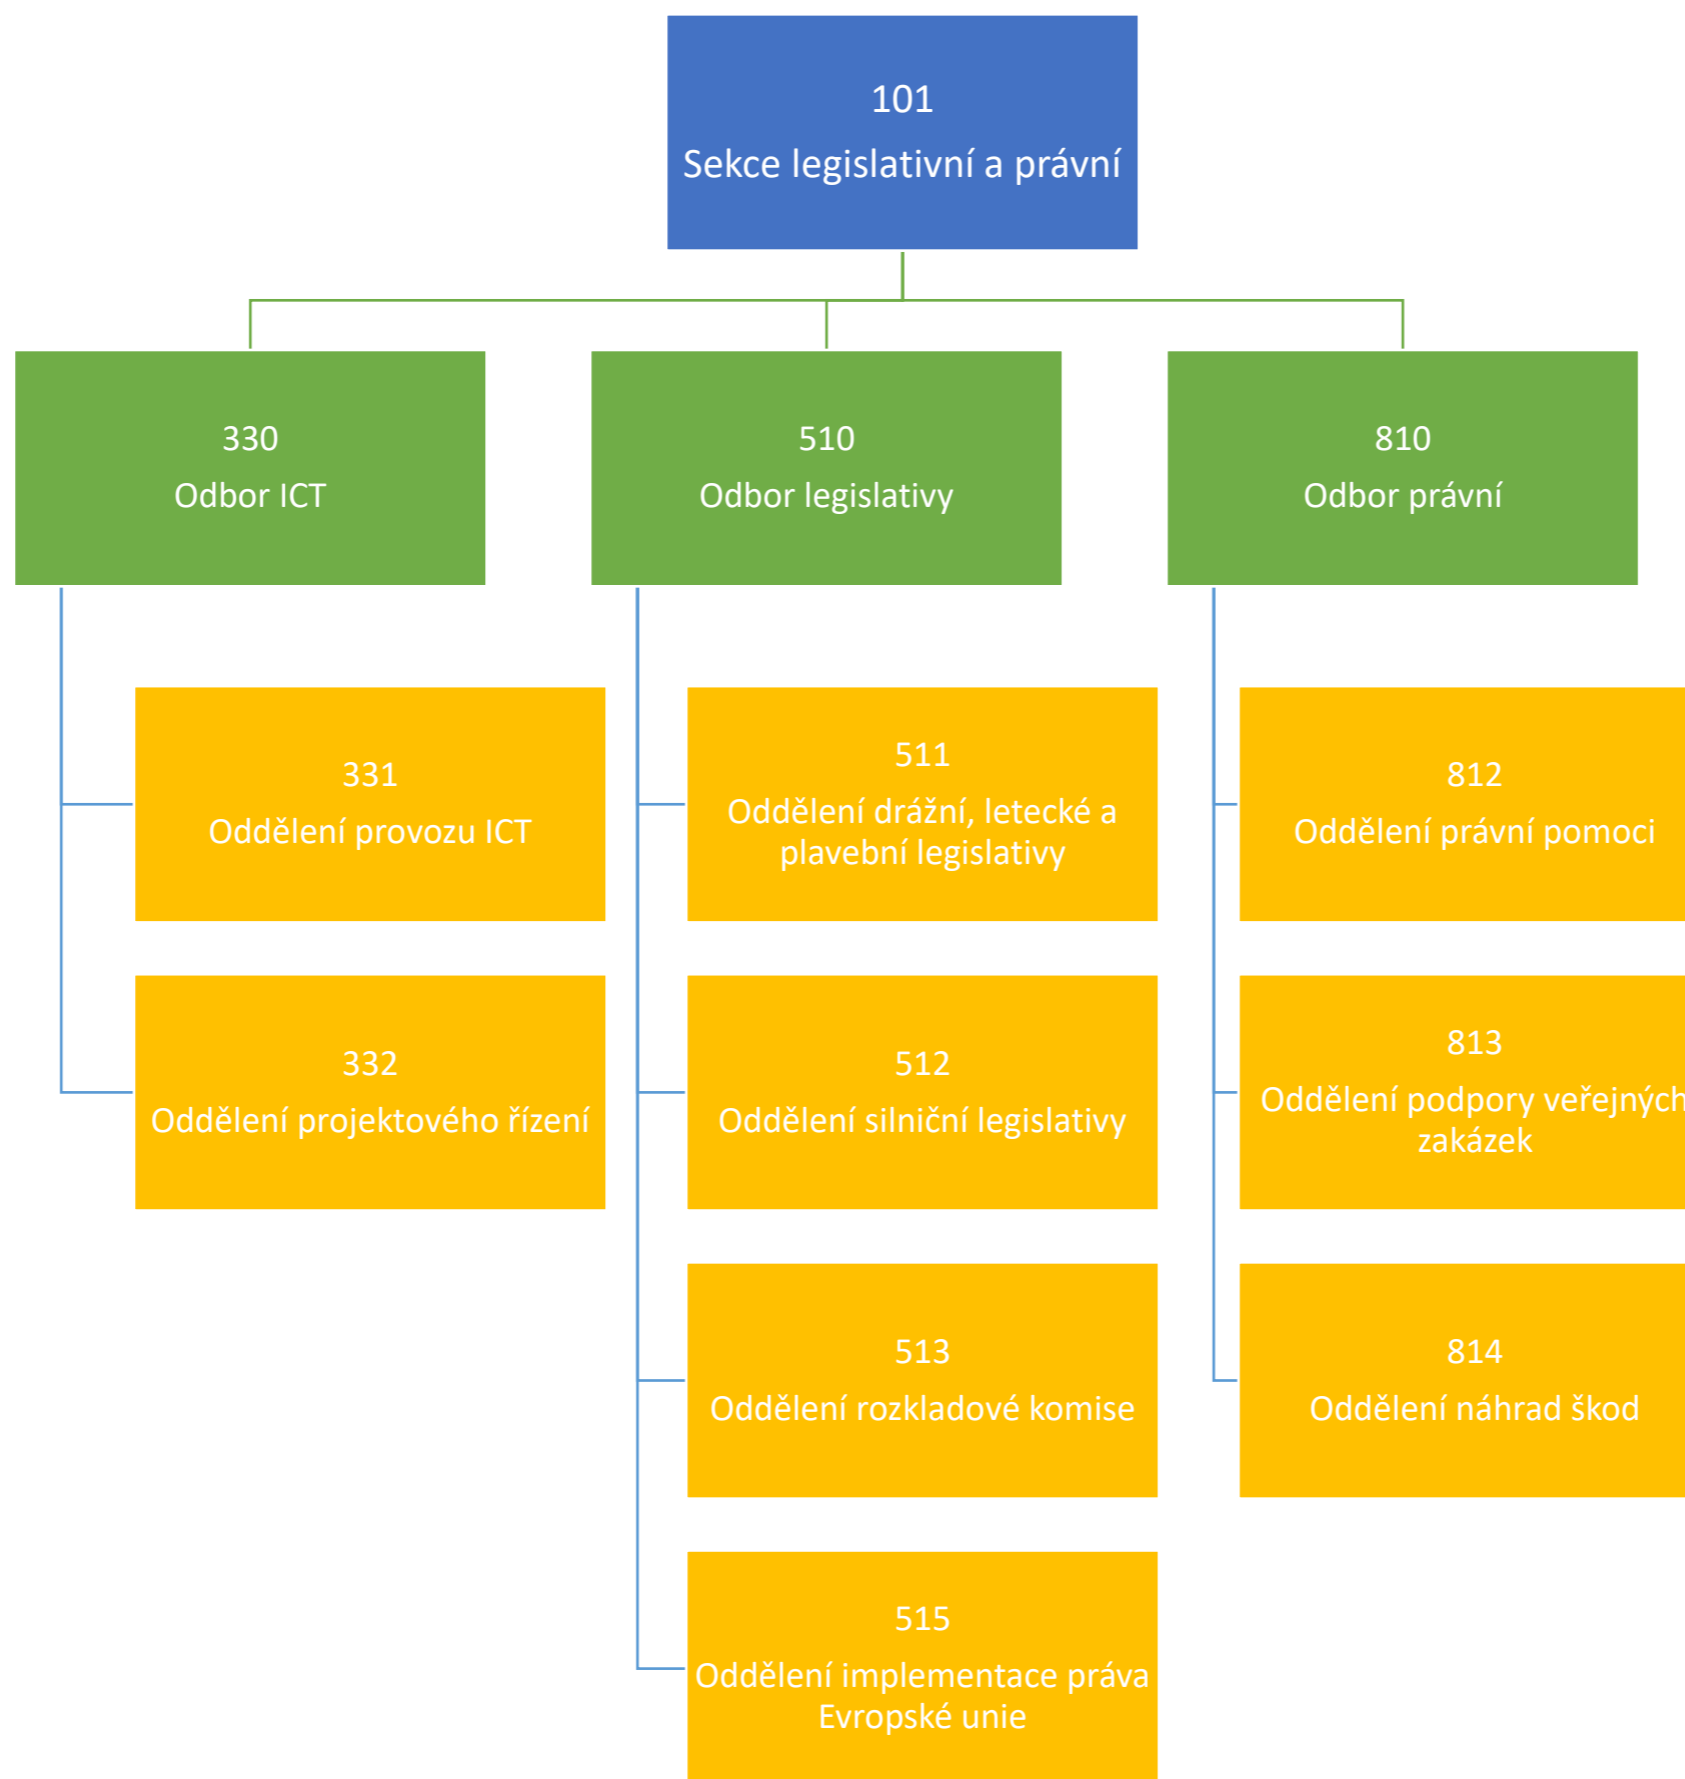 101
Sekce legislativní a právní
330
Odbor ICT
510
Odbor legislativy
810
Odbor právní
331
Oddělení provozu ICT
332
Oddělení projektového řízení
511
Oddělení drážní, letecké a
plavební legislativy
512
Oddělení silniční legislativy
513
Oddělení rozkladové komise
515
Oddělení implementace práva
Evropské unie
812
Oddělení právní pomoci
813
Oddělení podpory veřejných
zakázek
814
Oddělení náhrad škod